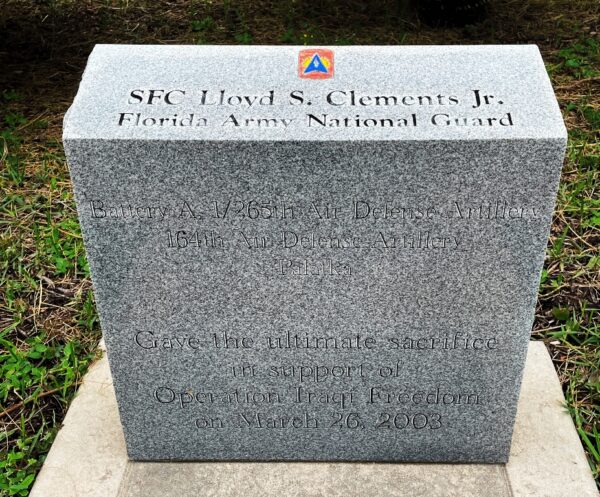 SFC Lloyd S. Clements Jr.
Florida Army National Guard
Battery A, 1/265th Air Defense Artillery
164th Air Defense Artillery
Palatka
Gave the ultimate sacrifice
in support of
Operation Iraqi Freedom
on March 26, 2003